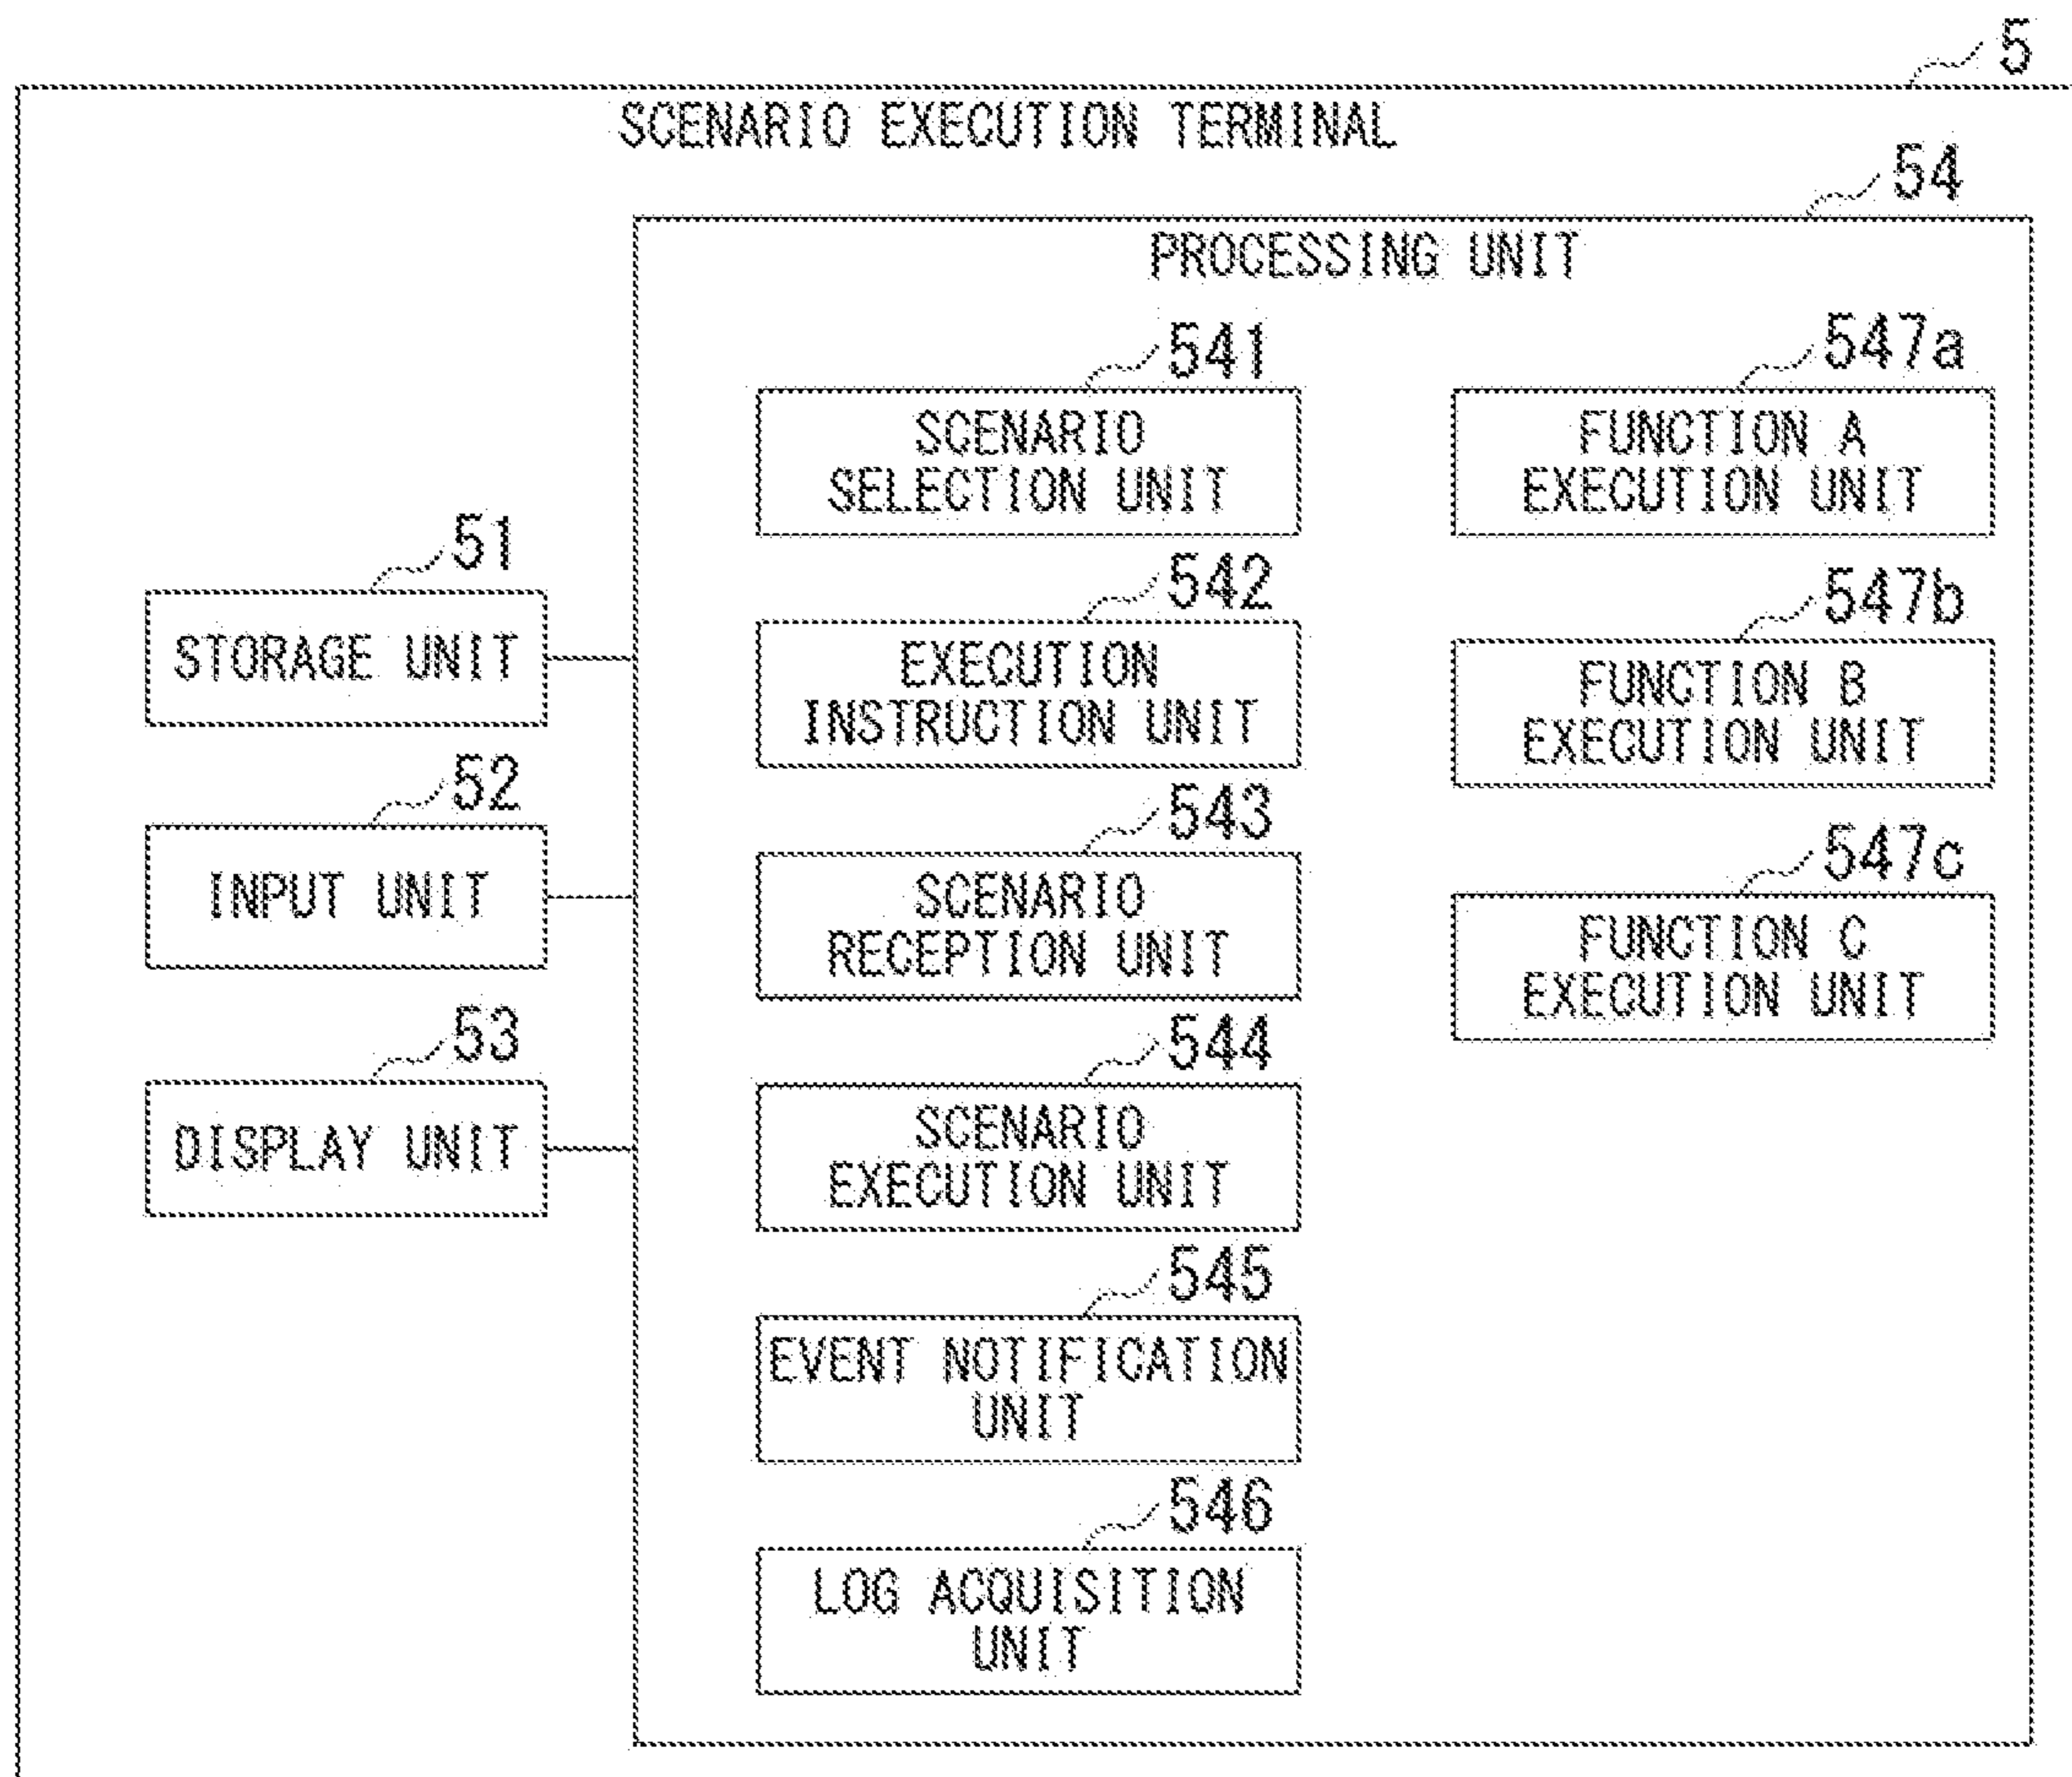 5
SCENARIO EXECUTION TERMINAL
54
PROCESSING UNIT
541
SCENARIO
SELECTION UNIT
547a
FUNCTION A
EXECUTION UNIT
51
STORAGE UNIT
542
EXECUTION
INSTRUCTION UNIT
547b
FUNCTION B
EXECUTION UNIT
52
INPUT UNIT
543
SCENARIO
RECEPTION UNIT
547c
FUNCTION C
EXECUTION UNIT
53
DISPLAY UNIT
544
SCENARIO
EXECUTION UNIT
545
EVENT NOTIFICATION
UNIT
546
LOG ACQUISITION
UNIT